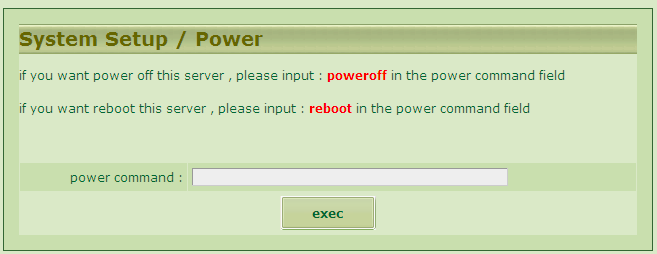 System Setup / Power
if you want power off this server , please input : poweroff in the power command field
if you want reboot this server , please input : reboot in the power command field
power command :
exec